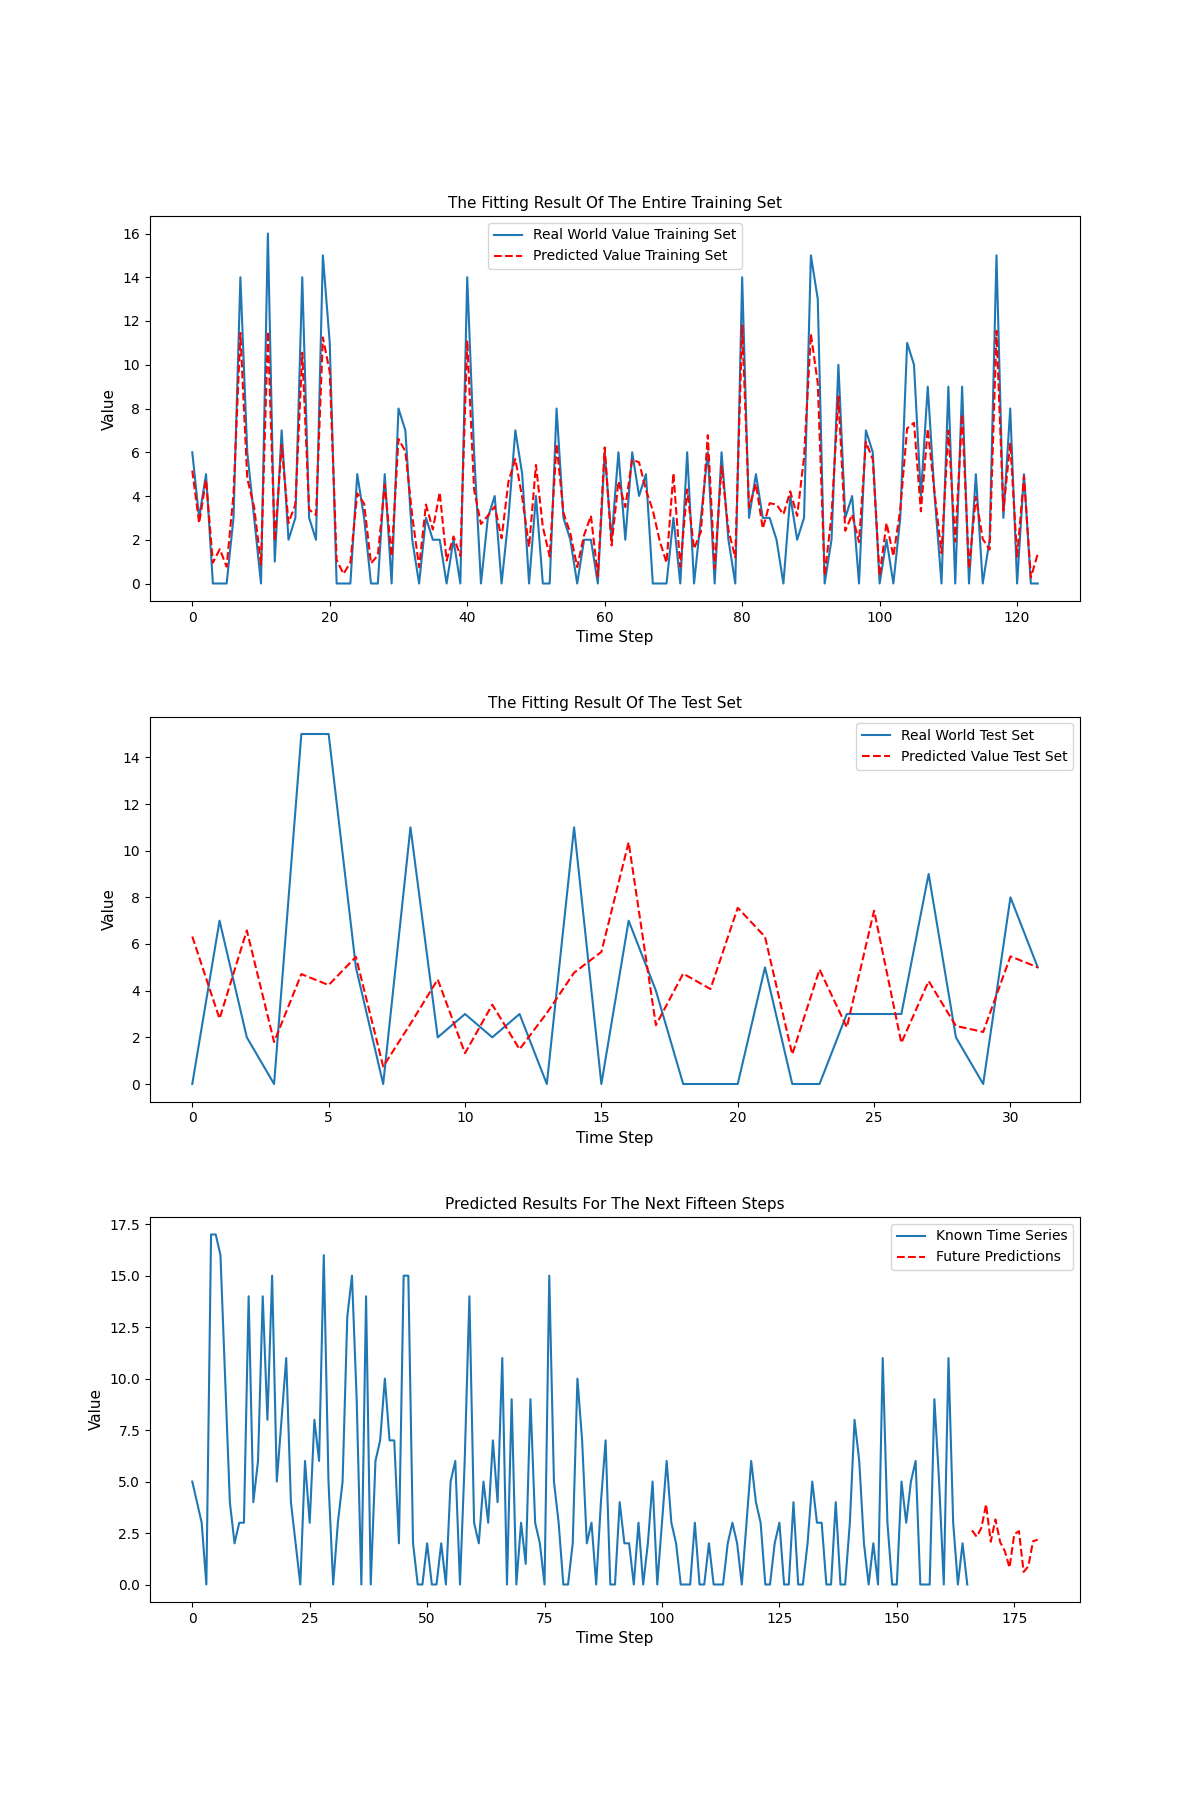 The Fitting Result Of The Entire Training Set
Real World Value Training Set
Predicted Value Training Set
Value
16
14
12
10
8
6
4
2
0
0 20 40 60 80 100 120
Time Step
The Fitting Result Of The Test Set
Real World Test Set
Predicted Value Test Set
Value
14
12
10
8
6
4
2
0
0 5 10 15 20 25 30
Time Step
Predicted Results For The Next Fifteen Steps
Known Time Series
Future Predictions
Value
17.5
15.0
12.5
10.0
7.5
5.0
2.5
0.0
0 25 50 75 100 125 150 175
Time Step